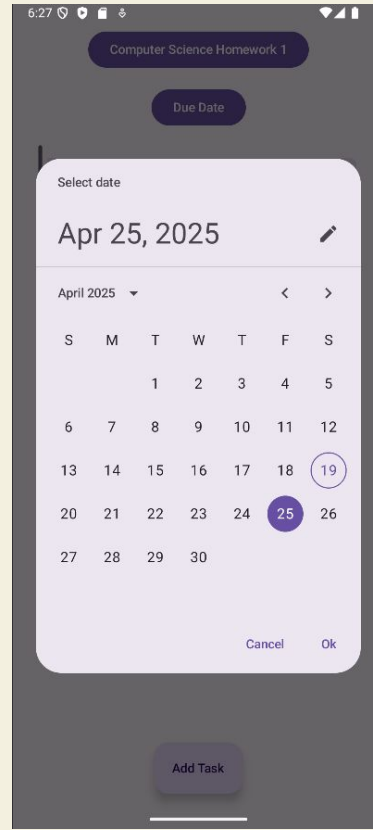 6:27
Computer Science Homework 1
Due Date
Select date
Apr 25, 2025
April 2025
S M T W T F S
1 2 3 4 5
6 7 8 9 10 11 12
13 14 15 16 17 18 19
20 21 22 23 24 25 26
27 28 29 30
Cancel Ok
Add Task